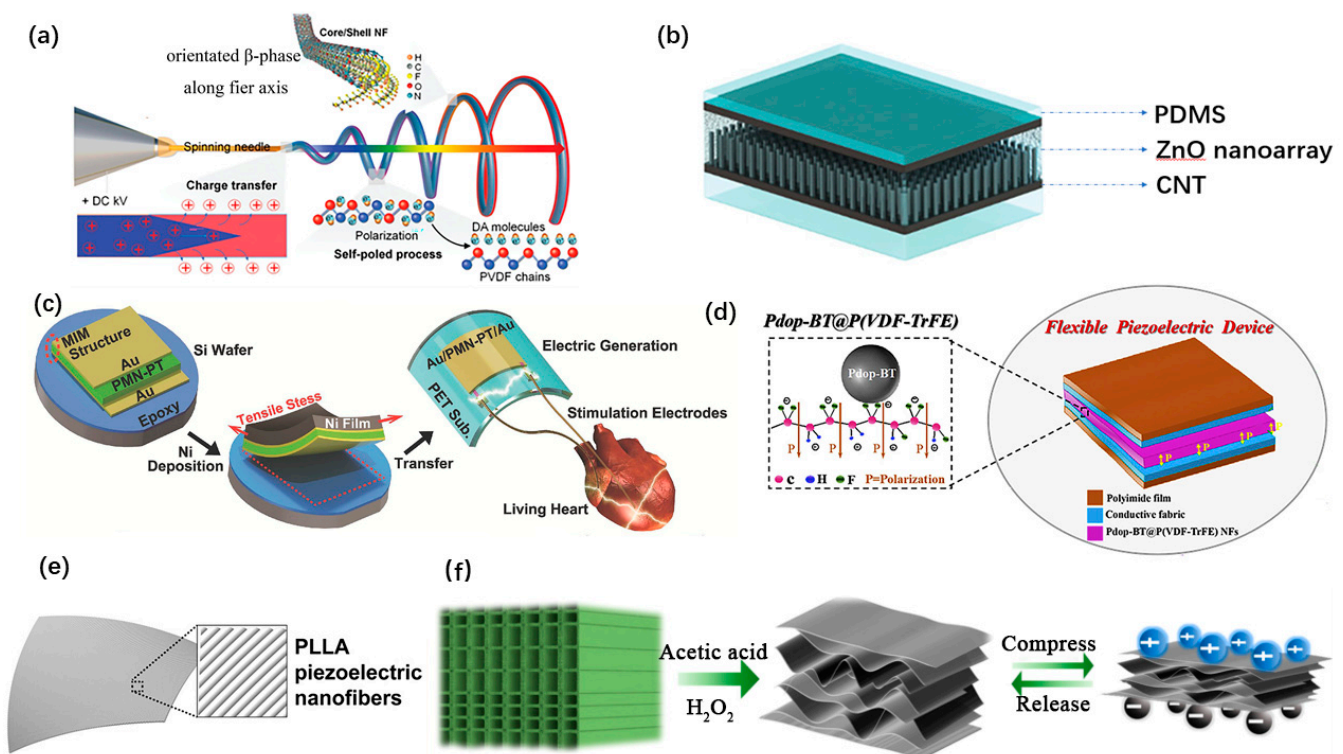 (a)
Core/Shell NF
orientated β-phase
along fier axis
H
C
F
O
N
Spinning needle
Charge transfer
+ DC kV
Polarization
Self-poled process
DA molecules
PVDF chains
(b)
PDMS
ZnO nanoarray
CNT
(c)
MIM
Structure
Au
PMN-PT
Au
Epoxy
Si Wafer
Ni
Deposition
Tensile Stess
Ni Film
Transfer
Au/PMN-PT/Au
PET Sub.
Electric Generation
Stimulation Electrodes
Living Heart
(d)
Pdop-BT@P(VDF-TrFE)
Pdop-BT
P P P P
C H F P=Polarization
Flexible Piezoelectric Device
P P P P
Polyimide film
Conductive fabric
Pdop-BT@P(VDF-TrFE) NFs
(e)
PLLA
piezoelectric
nanofibers
(f)
Acetic acid
H₂O₂
Compress
Release